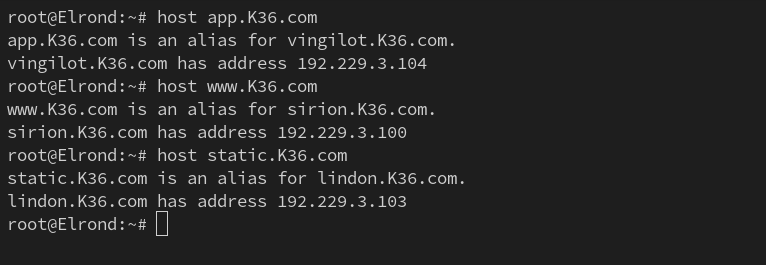 root@Elrond:~# host app.K36.com
app.K36.com is an alias for vingilot.K36.com.
vingilot.K36.com has address 192.229.3.104
root@Elrond:~# host www.K36.com
www.K36.com is an alias for sirion.K36.com.
sirion.K36.com has address 192.229.3.100
root@Elrond:~# host static.K36.com
static.K36.com is an alias for lindon.K36.com.
lindon.K36.com has address 192.229.3.103
root@Elrond:~#